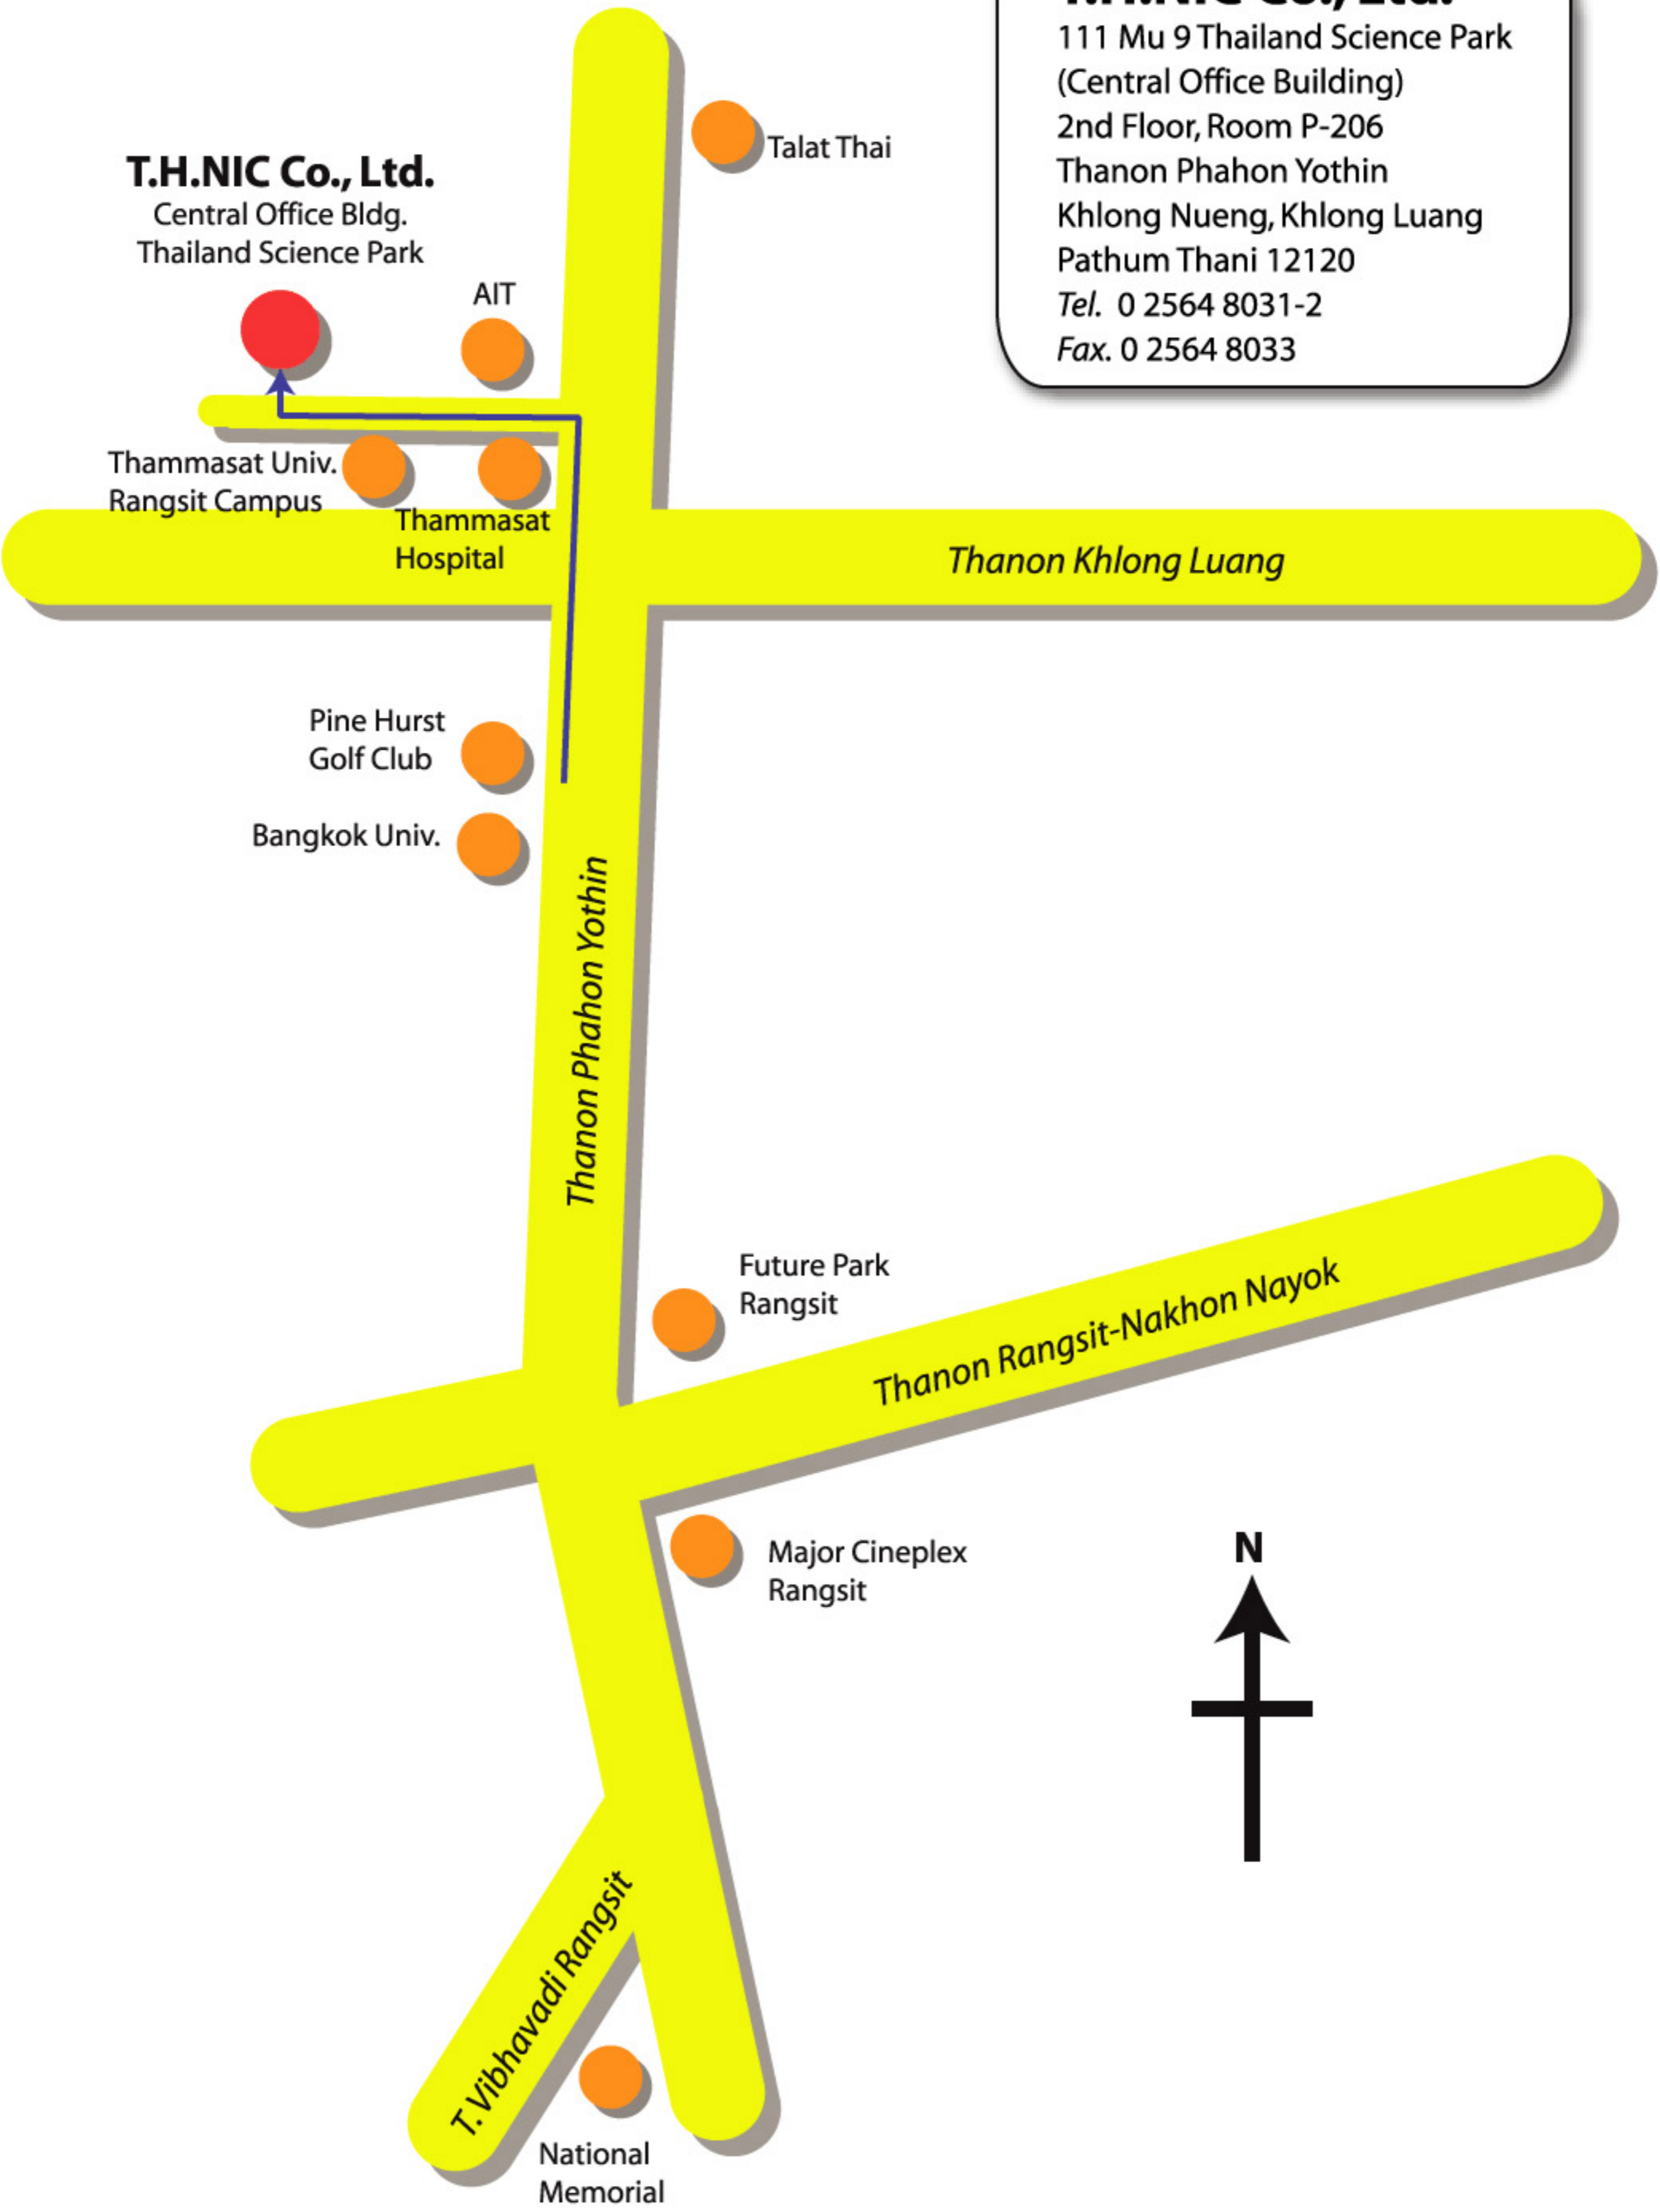 T.H.NIC Co., Ltd.
111 Mu 9 Thailand Science Park
(Central Office Building)
2nd Floor, Room P-206
Thanon Phahon Yothin
Khlong Nueng, Khlong Luang
Pathum Thani 12120
Tel. 0 2564 8031-2
Fax. 0 2564 8033
Talat Thai
T.H.NIC Co., Ltd.
Central Office Bldg.
Thailand Science Park
AIT
Thammasat Univ.
Rangsit Campus
Thammasat
Hospital
Thanon Khlong Luang
Pine Hurst
Golf Club
Bangkok Univ.
Thanon Phahon Yothin
Future Park
Rangsit
Thanon Rangsit-Nakhon Nayok
Major Cineplex
Rangsit
N
T. Vibhavadi Rangsit
National
Memorial